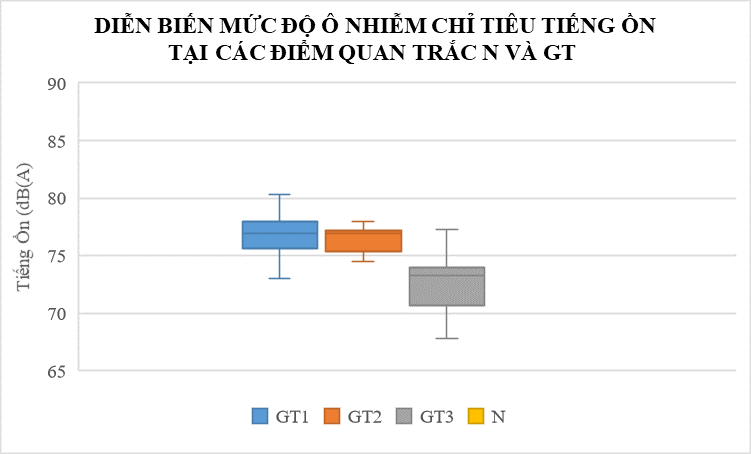 DIỄN BIẾN MỨC ĐỘ Ô NHIỄM CHỈ TIÊU TIẾNG ỒN
TẠI CÁC ĐIỂM QUAN TRẮC N VÀ GT
90
85
80
75
70
65
Tiếng Ồn (dB(A)
GT1 GT2 GT3 N